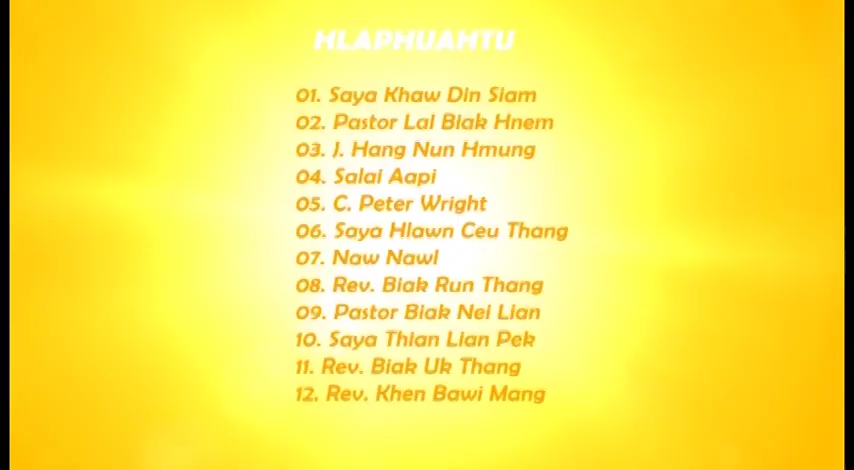 HLAPHUAHTU
01. Saya Khaw Din Siam
02. Pastor Lal Biak Hnem
03. J. Hang Nun Hmung
04. Salai Aapi
05. C. Peter Wright
06. Saya Hlawn Ceu Thang
07. Naw Nawl
08. Rev. Biak Run Thang
09. Pastor Biak Nei Lian
10. Saya Thian Lian Pek
11. Rev. Biak Uk Thang
12. Rev. Khen Bawi Mang